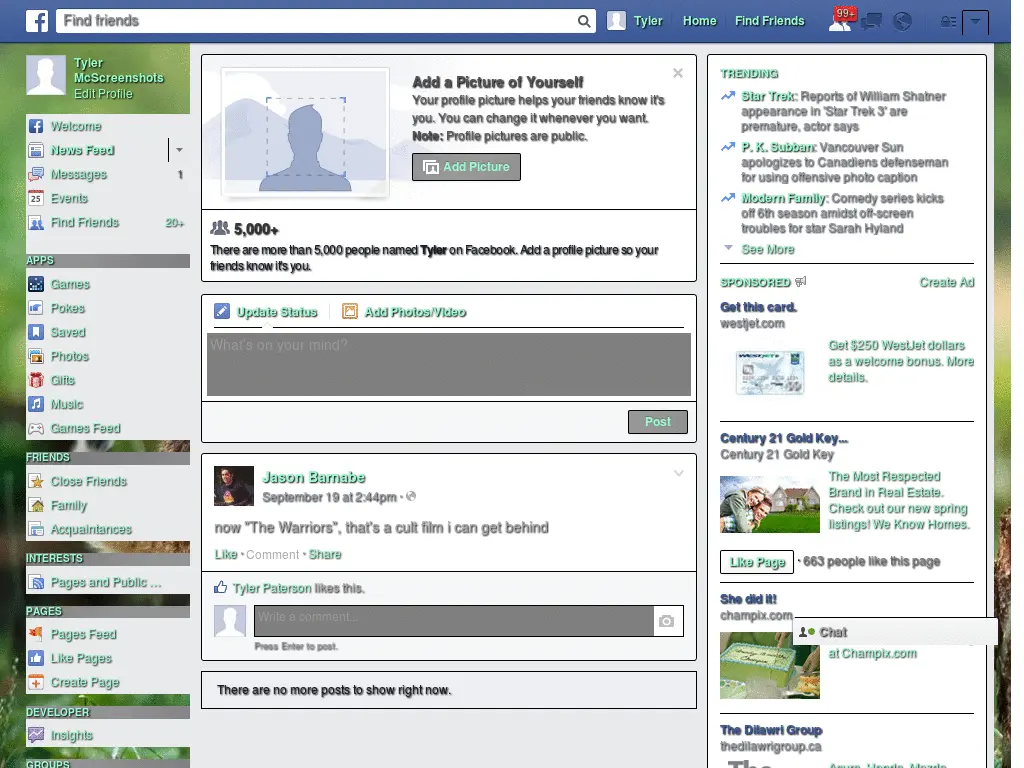 Find friends
Tyler
Home
Find Friends
99+
Tyler
McScreenshots
Edit Profile
Welcome
News Feed
Messages 1
25 Events
Find Friends 20+
APPS
Games
Pokes
Saved
Photos
Gifts
Music
Games Feed
FRIENDS
Close Friends
Family
Acquaintances
INTERESTS
Pages and Public ...
PAGES
Pages Feed
Like Pages
Create Page
DEVELOPER
Insights
GROUPS
Add a Picture of Yourself
Your profile picture helps your friends know it's
you. You can change it whenever you want.
Note: Profile pictures are public.
Add Picture
5,000+
There are more than 5,000 people named Tyler on Facebook. Add a profile picture so your
friends know it's you.
Update Status
Add Photos/Video
What's on your mind?
Post
Jason Barnabe
September 19 at 2:44pm ·
now "The Warriors", that's a cult film i can get behind
Like · Comment · Share
Tyler Paterson likes this.
Write a comment...
Press Enter to post.
There are no more posts to show right now.
TRENDING
Star Trek: Reports of William Shatner
appearance in 'Star Trek 3' are
premature, actor says
P. K. Subban: Vancouver Sun
apologizes to Canadiens defenseman
for using offensive photo caption
Modern Family: Comedy series kicks
off 6th season amidst off-screen
troubles for star Sarah Hyland
See More
SPONSORED
Create Ad
Get this card.
westjet.com
WESTJET
Get $250 WestJet dollars
as a welcome bonus. More
details.
Century 21 Gold Key...
Century 21 Gold Key
The Most Respected
Brand in Real Estate.
Check out our new spring
listings! We Know Homes.
Like Page · 663 people like this page
She did it!
champix.com
Chat
at Champix.com
The Dilawri Group
thedilawrigroup.ca
The
Acura, Honda, Mazda